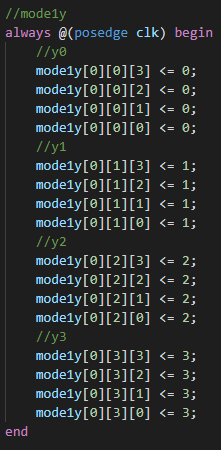 //mode1y
always @(posedge clk) begin
//y0
mode1y[0][0][3] <= 0;
mode1y[0][0][2] <= 0;
mode1y[0][0][1] <= 0;
mode1y[0][0][0] <= 0;
//y1
mode1y[0][1][3] <= 1;
mode1y[0][1][2] <= 1;
mode1y[0][1][1] <= 1;
mode1y[0][1][0] <= 1;
//y2
mode1y[0][2][3] <= 2;
mode1y[0][2][2] <= 2;
mode1y[0][2][1] <= 2;
mode1y[0][2][0] <= 2;
//y3
mode1y[0][3][3] <= 3;
mode1y[0][3][2] <= 3;
mode1y[0][3][1] <= 3;
mode1y[0][3][0] <= 3;
end